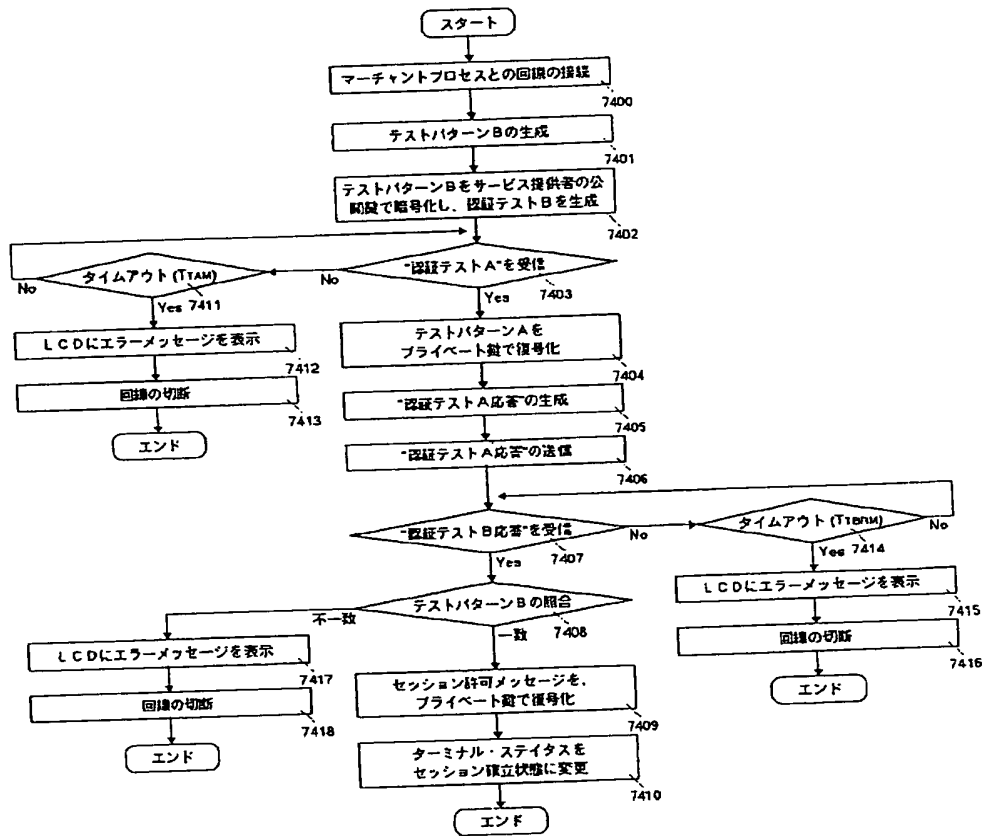 スタート
マーチャントプロセスとの回線の接続
7400
テストパターンBの生成
7401
テストパターンBをサービス提供者の公
開鍵で暗号化し、認証テストBを生成
7402
"認証テストA"を受信
7403
No
Yes
タイムアウト(TTAM)
7411
No
Yes
LCDにエラーメッセージを表示
7412
回線の切断
7413
エンド
テストパターンAを
プライベート鍵で復号化
7404
"認証テストA応答"の生成
7405
"認証テストA応答"の送信
7406
"認証テストB応答"を受信
7407
No
Yes
タイムアウト(TTBRM)
7414
No
Yes
LCDにエラーメッセージを表示
7415
回線の切断
7416
エンド
テストパターンBの照合
7408
不一致
一致
LCDにエラーメッセージを表示
7417
回線の切断
7418
エンド
セッション許可メッセージを、
プライベート鍵で復号化
7409
ターミナル・ステイタスを
セッション確立状態に変更
7410
エンド